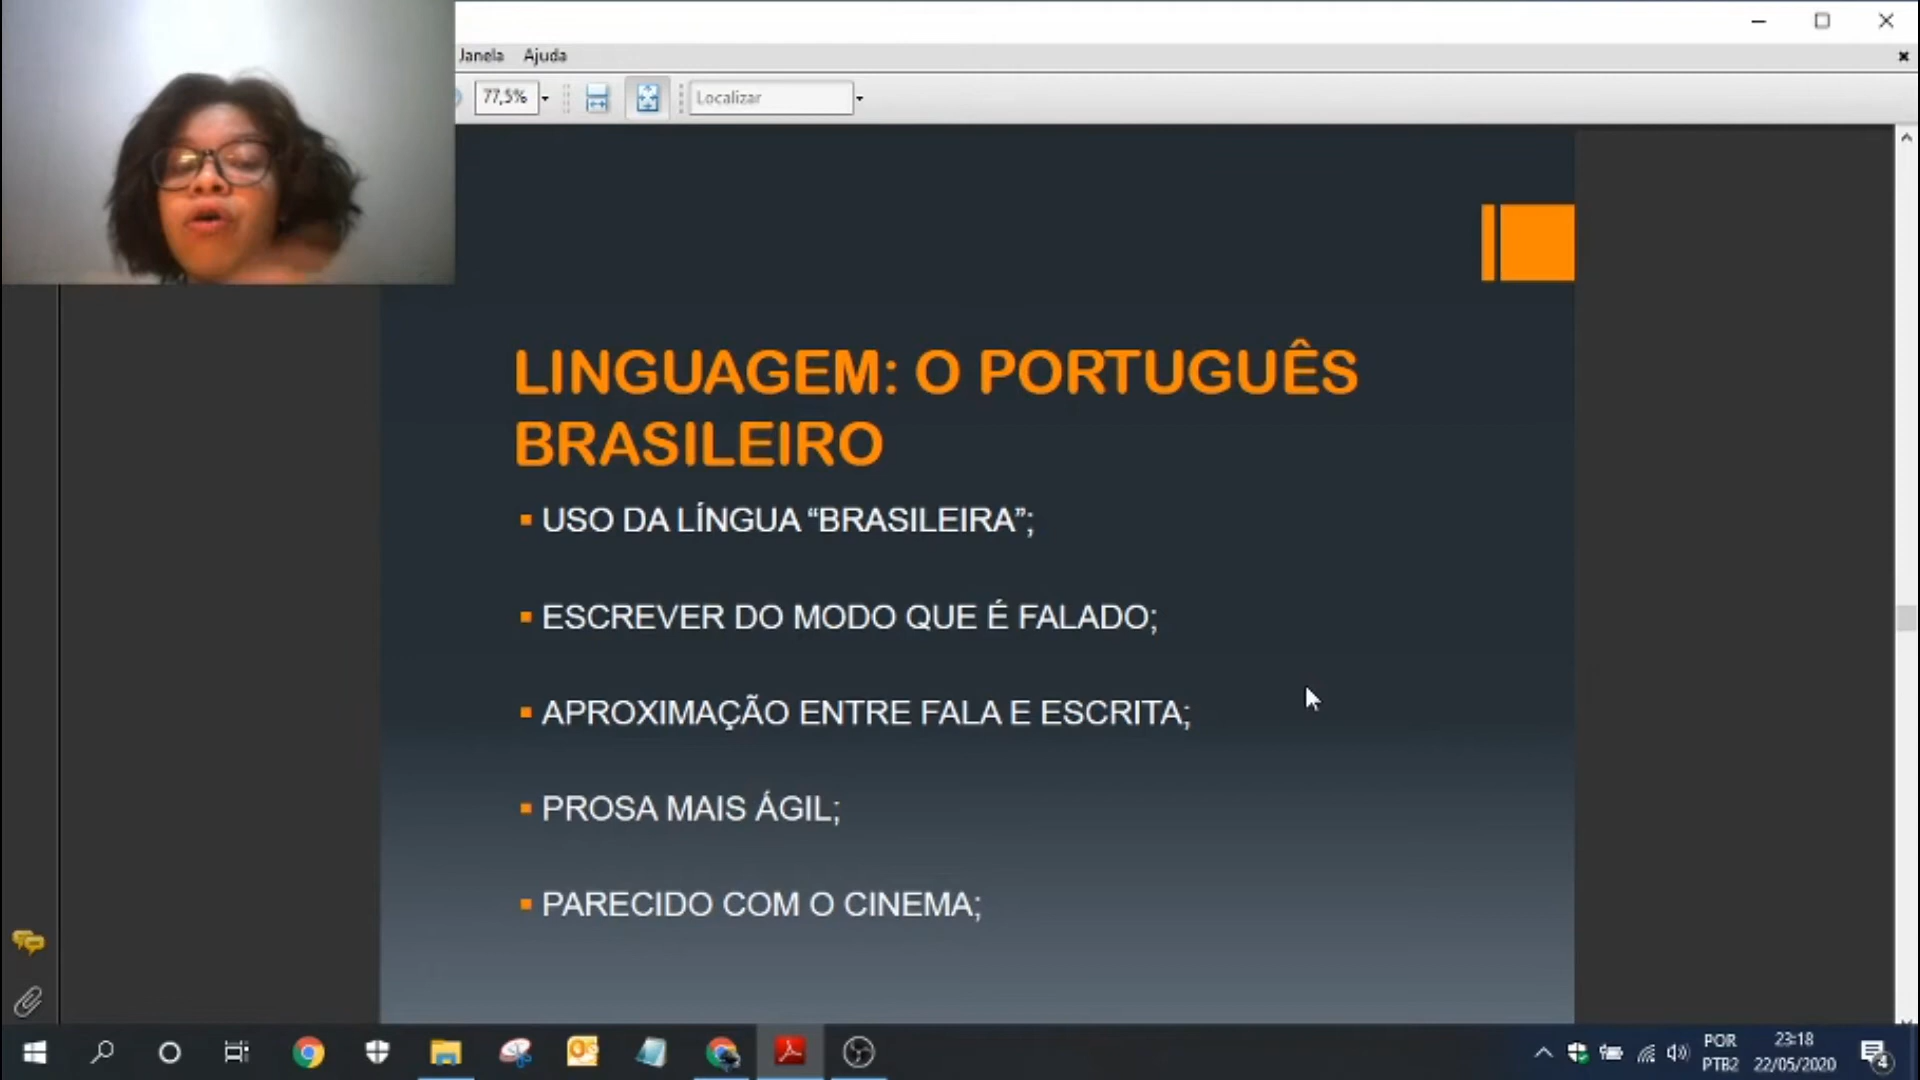 Janela Ajuda
77,5%
Localizar
LINGUAGEM: O PORTUGUÊS
BRASILEIRO
USO DA LÍNGUA “BRASILEIRA”;
ESCREVER DO MODO QUE É FALADO;
APROXIMAÇÃO ENTRE FALA E ESCRITA;
PROSA MAIS ÁGIL;
PARECIDO COM O CINEMA;
POR
PTB2
23:18
22/05/2020
4